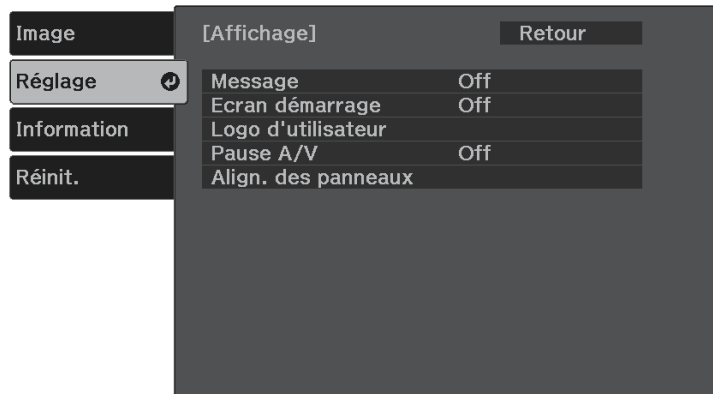 Image
Réglage
Information
Réinit.
[Affichage] Retour
Message Off
Ecran démarrage Off
Logo d'utilisateur
Pause A/V Off
Align. des panneaux